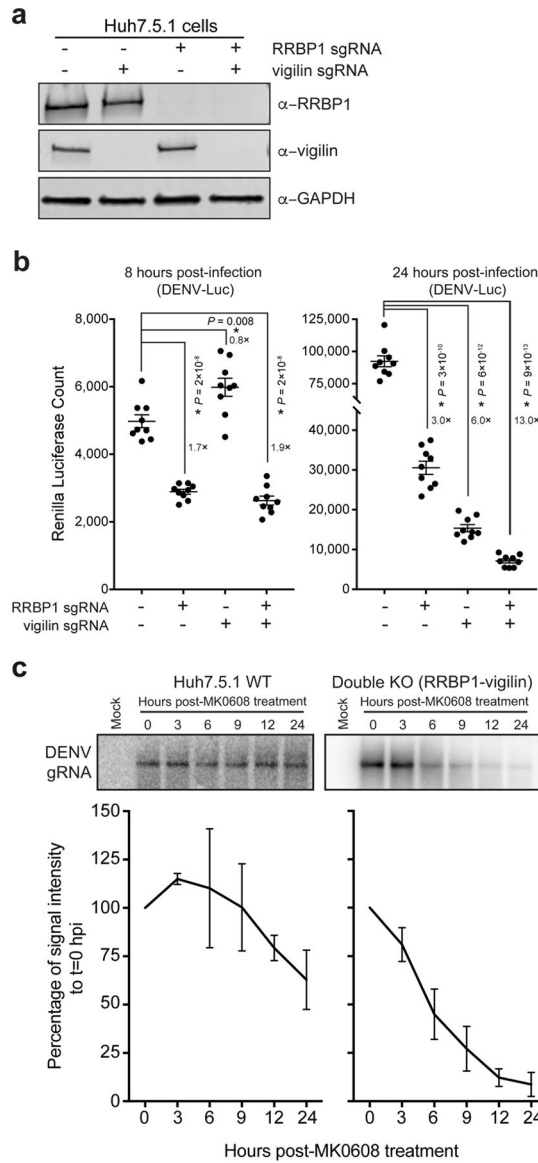 a
Huh7.5.1 cells
- - + + RRBP1 sgRNA
- + - + vigilin sgRNA
α-RRBP1
α-vigilin
α-GAPDH
b
8 hours post-infection
(DENV-Luc)
24 hours post-infection
(DENV-Luc)
Renilla Luciferase Count
8,000
6,000
4,000
2,000
0
P = 0.008
*
0.8×
* P = 2×10⁻⁸
1.7×
* P = 2×10⁻⁸
1.9×
125,000
100,000
75,000
40,000
30,000
20,000
10,000
0
* P = 3×10⁻¹⁰
3.0×
* P = 6×10⁻¹²
6.0×
* P = 9×10⁻¹³
13.0×
RRBP1 sgRNA - + - + - + - +
vigilin sgRNA - - + + - - + +
c
Huh7.5.1 WT
Hours post-MK0608 treatment
Mock 0 3 6 9 12 24
Double KO (RRBP1-vigilin)
Hours post-MK0608 treatment
Mock 0 3 6 9 12 24
DENV
gRNA
Percentage of signal intensity
to t=0 hpi
150
125
100
75
50
25
0
0 3 6 9 12 24
0 3 6 9 12 24
Hours post-MK0608 treatment